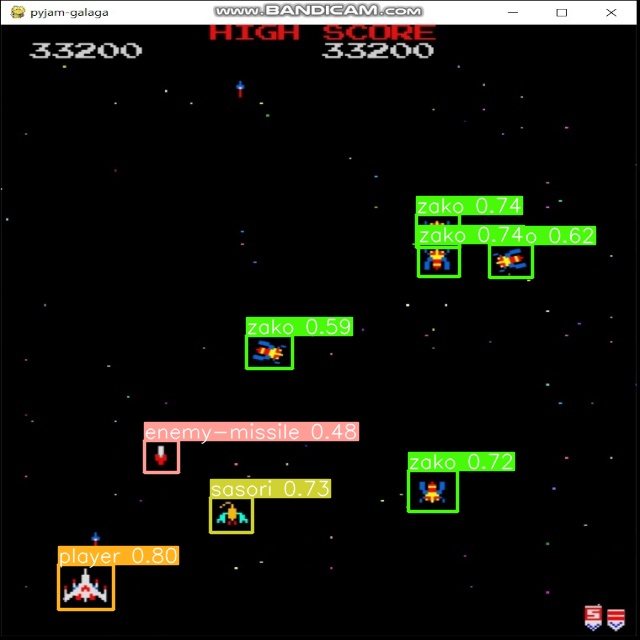 pyjam-galaga
www.BANDICAM.com
HIGH SCORE
33200 33200
zako 0.74
zako 0.74
o 0.62
zako 0.59
enemy-missile 0.48
zako 0.72
sasori 0.73
player 0.80
5